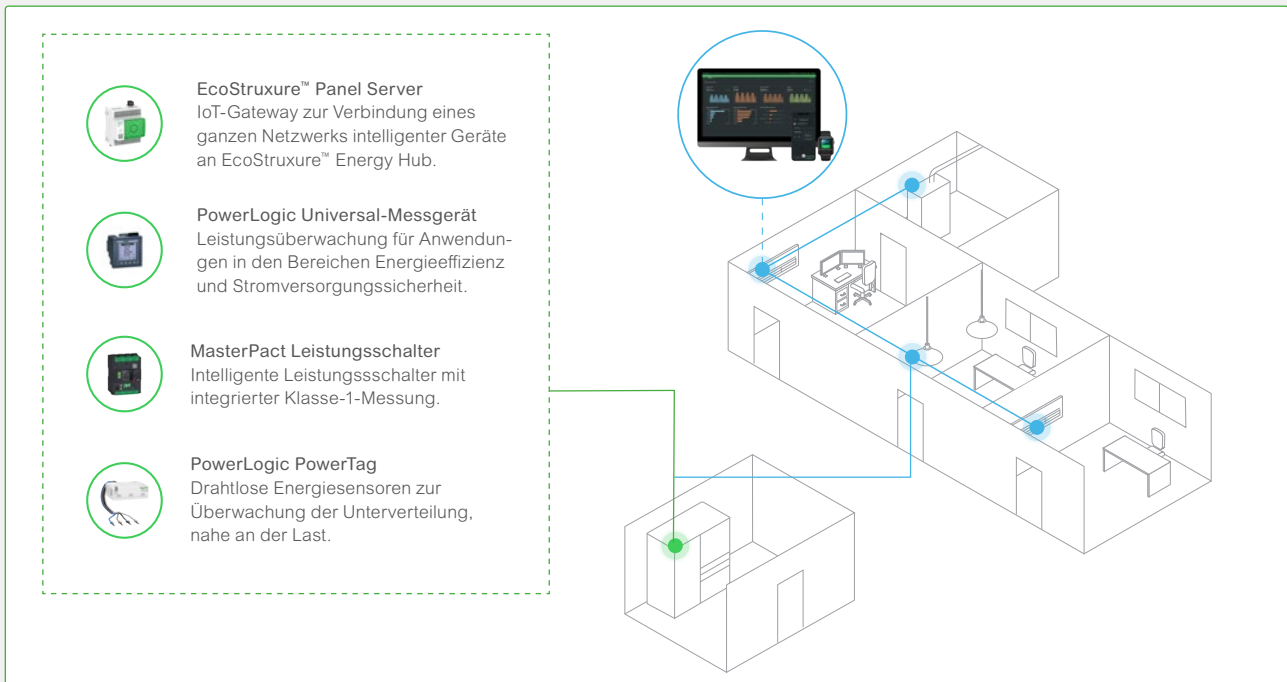 EcoStruxure™ Panel Server
IoT-Gateway zur Verbindung eines
ganzen Netzwerks intelligenter Geräte
an EcoStruxure™ Energy Hub.
PowerLogic Universal-Messgerät
Leistungsüberwachung für Anwendun-
gen in den Bereichen Energieeffizienz
und Stromversorgungssicherheit.
MasterPact Leistungsschalter
Intelligente Leistungssschalter mit
integrierter Klasse-1-Messung.
PowerLogic PowerTag
Drahtlose Energiesensoren zur
Überwachung der Unterverteilung,
nahe an der Last.